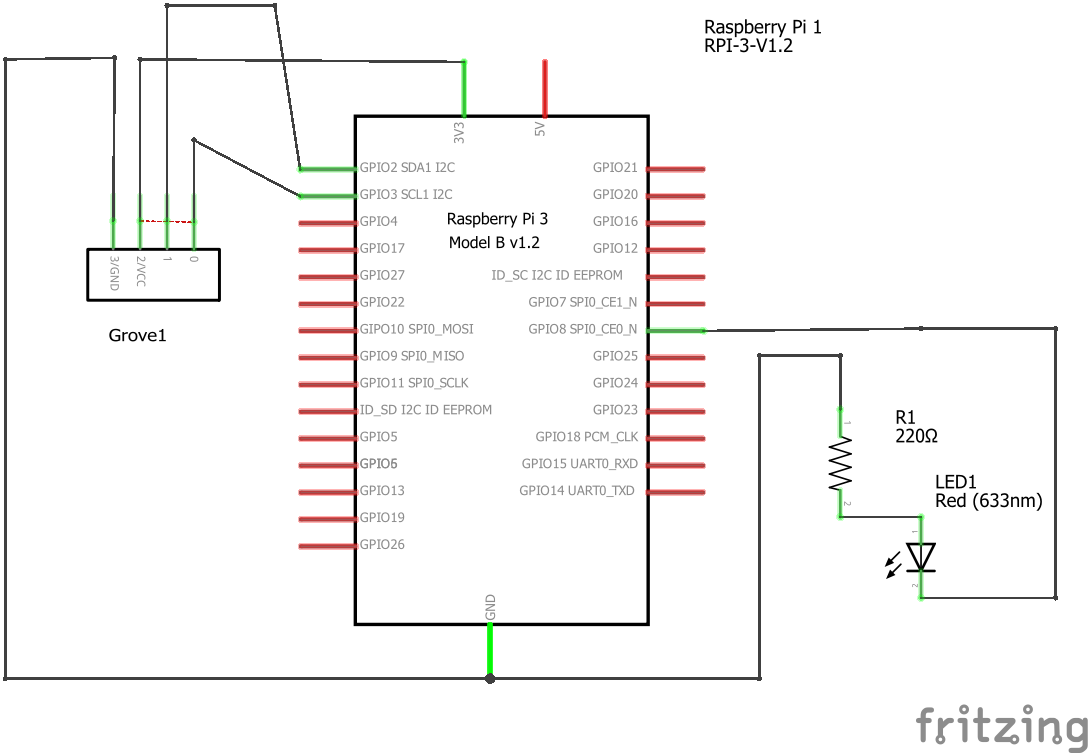 Raspberry Pi 1
RPI-3-V1.2
3V3
5V
GPIO2 SDA1 I2C
GPIO21
GPIO3 SCL1 I2C
GPIO20
GPIO4
Raspberry Pi 3
GPIO16
GPIO17
Model B v1.2
GPIO12
3/GND
2/VCC
1
0
GPIO27
ID_SC I2C ID EEPROM
GPIO22
GPIO7 SPI0_CE1_N
Grove1
GIPO10 SPI0_MOSI
GPIO8 SPI0_CE0_N
GPIO9 SPI0_MISO
GPIO25
GPIO11 SPI0_SCLK
GPIO24
ID_SD I2C ID EEPROM
GPIO23
GPIO5
GPIO18 PCM_CLK
GPIO6
GPIO15 UART0_RXD
GPIO13
GPIO14 UART0_TXD
GPIO19
GPIO26
1
R1
220Ω
2
LED1
Red (633nm)
1
2
GND
fritzing